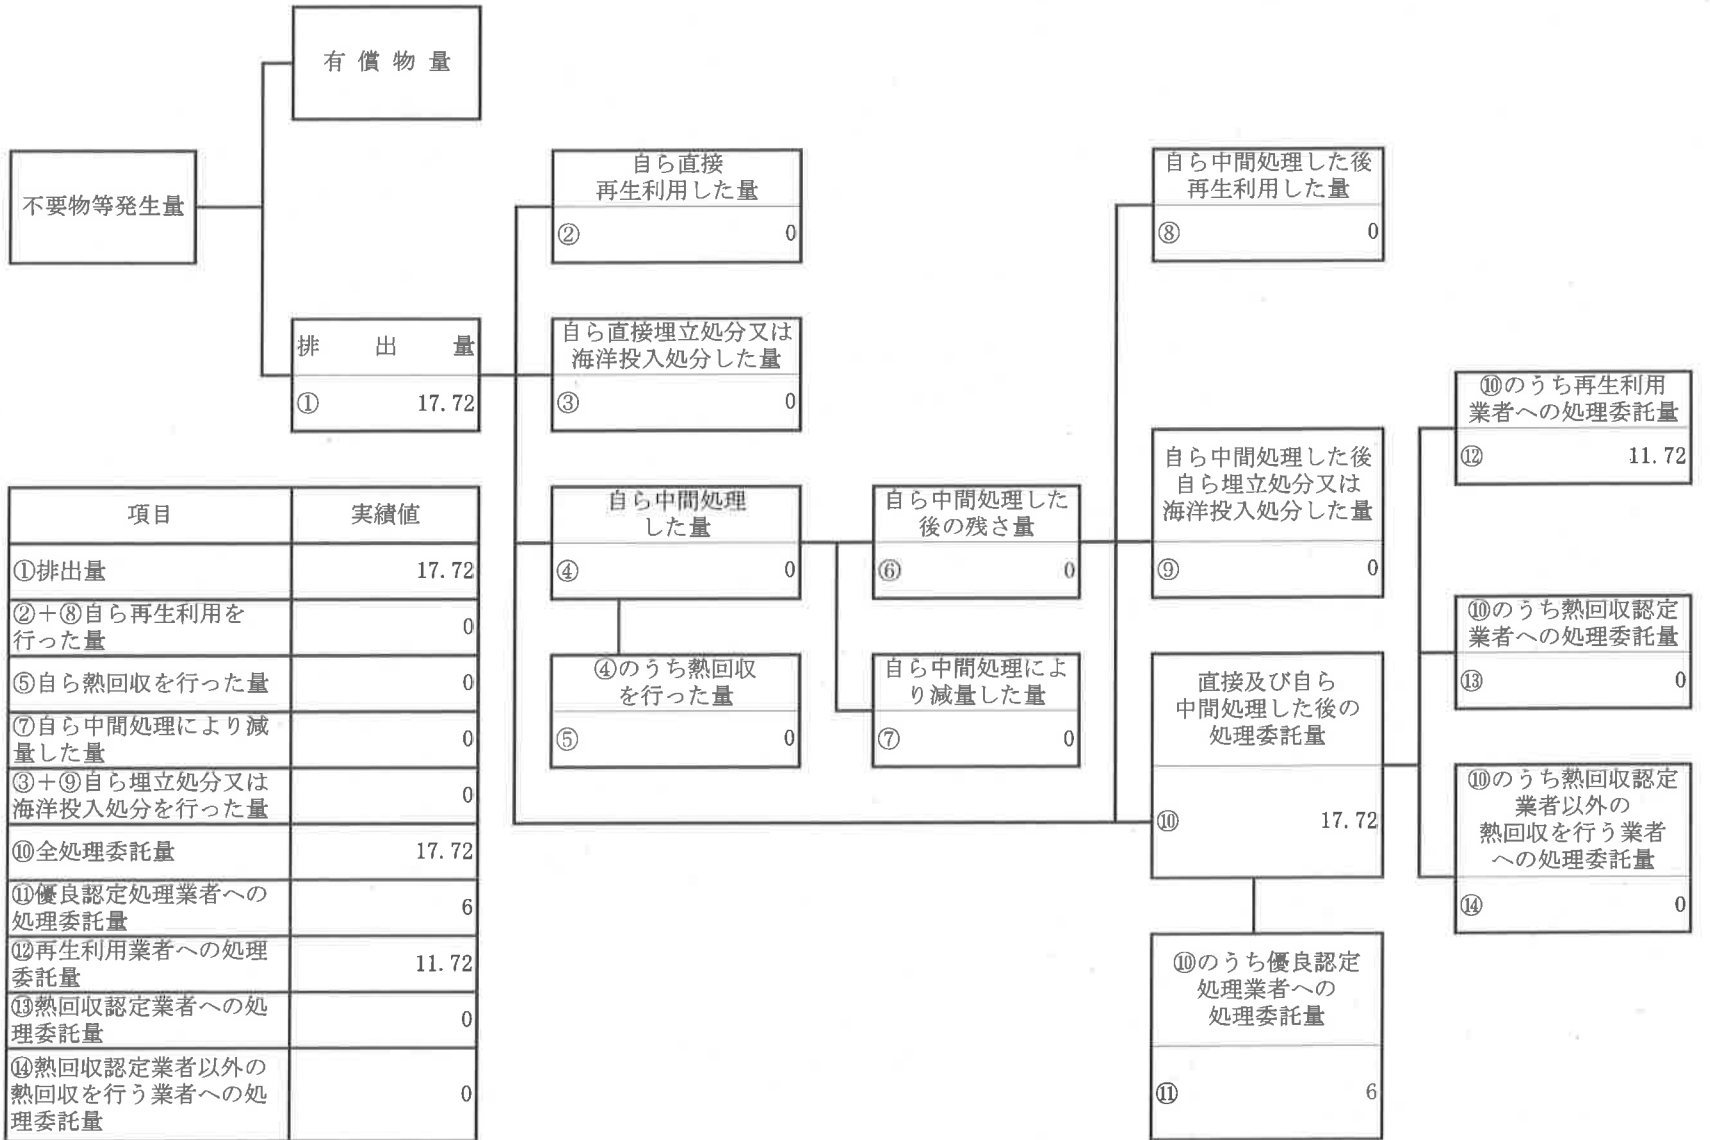 有 償 物 量
不要物等発生量
排 出 量
① 17.72
自ら直接
再生利用した量
② 0
自ら直接埋立処分又は
海洋投入処分した量
③ 0
自ら中間処理
した量
④ 0
④のうち熱回収
を行った量
⑤ 0
自ら中間処理した
後の残さ量
⑥ 0
自ら中間処理によ
り減量した量
⑦ 0
自ら中間処理した後
再生利用した量
⑧ 0
自ら中間処理した後
自ら埋立処分又は
海洋投入処分した量
⑨ 0
直接及び自ら
中間処理した後の
処理委託量
⑩ 17.72
⑩のうち優良認定
処理業者への
処理委託量
⑪ 6
⑩のうち再生利用
業者への処理委託量
⑫ 11.72
⑩のうち熱回収認定
業者への処理委託量
⑬ 0
⑩のうち熱回収認定
業者以外の
熱回収を行う業者
への処理委託量
⑭ 0
項目 実績値
①排出量 17.72
②+⑧自ら再生利用を
行った量 0
⑤自ら熱回収を行った量 0
⑦自ら中間処理により減
量した量 0
③+⑨自ら埋立処分又は
海洋投入処分を行った量 0
⑩全処理委託量 17.72
⑪優良認定処理業者への
処理委託量 6
⑫再生利用業者への処理
委託量 11.72
⑬熱回収認定業者への処
理委託量 0
⑭熱回収認定業者以外の
熱回収を行う業者への処
理委託量 0